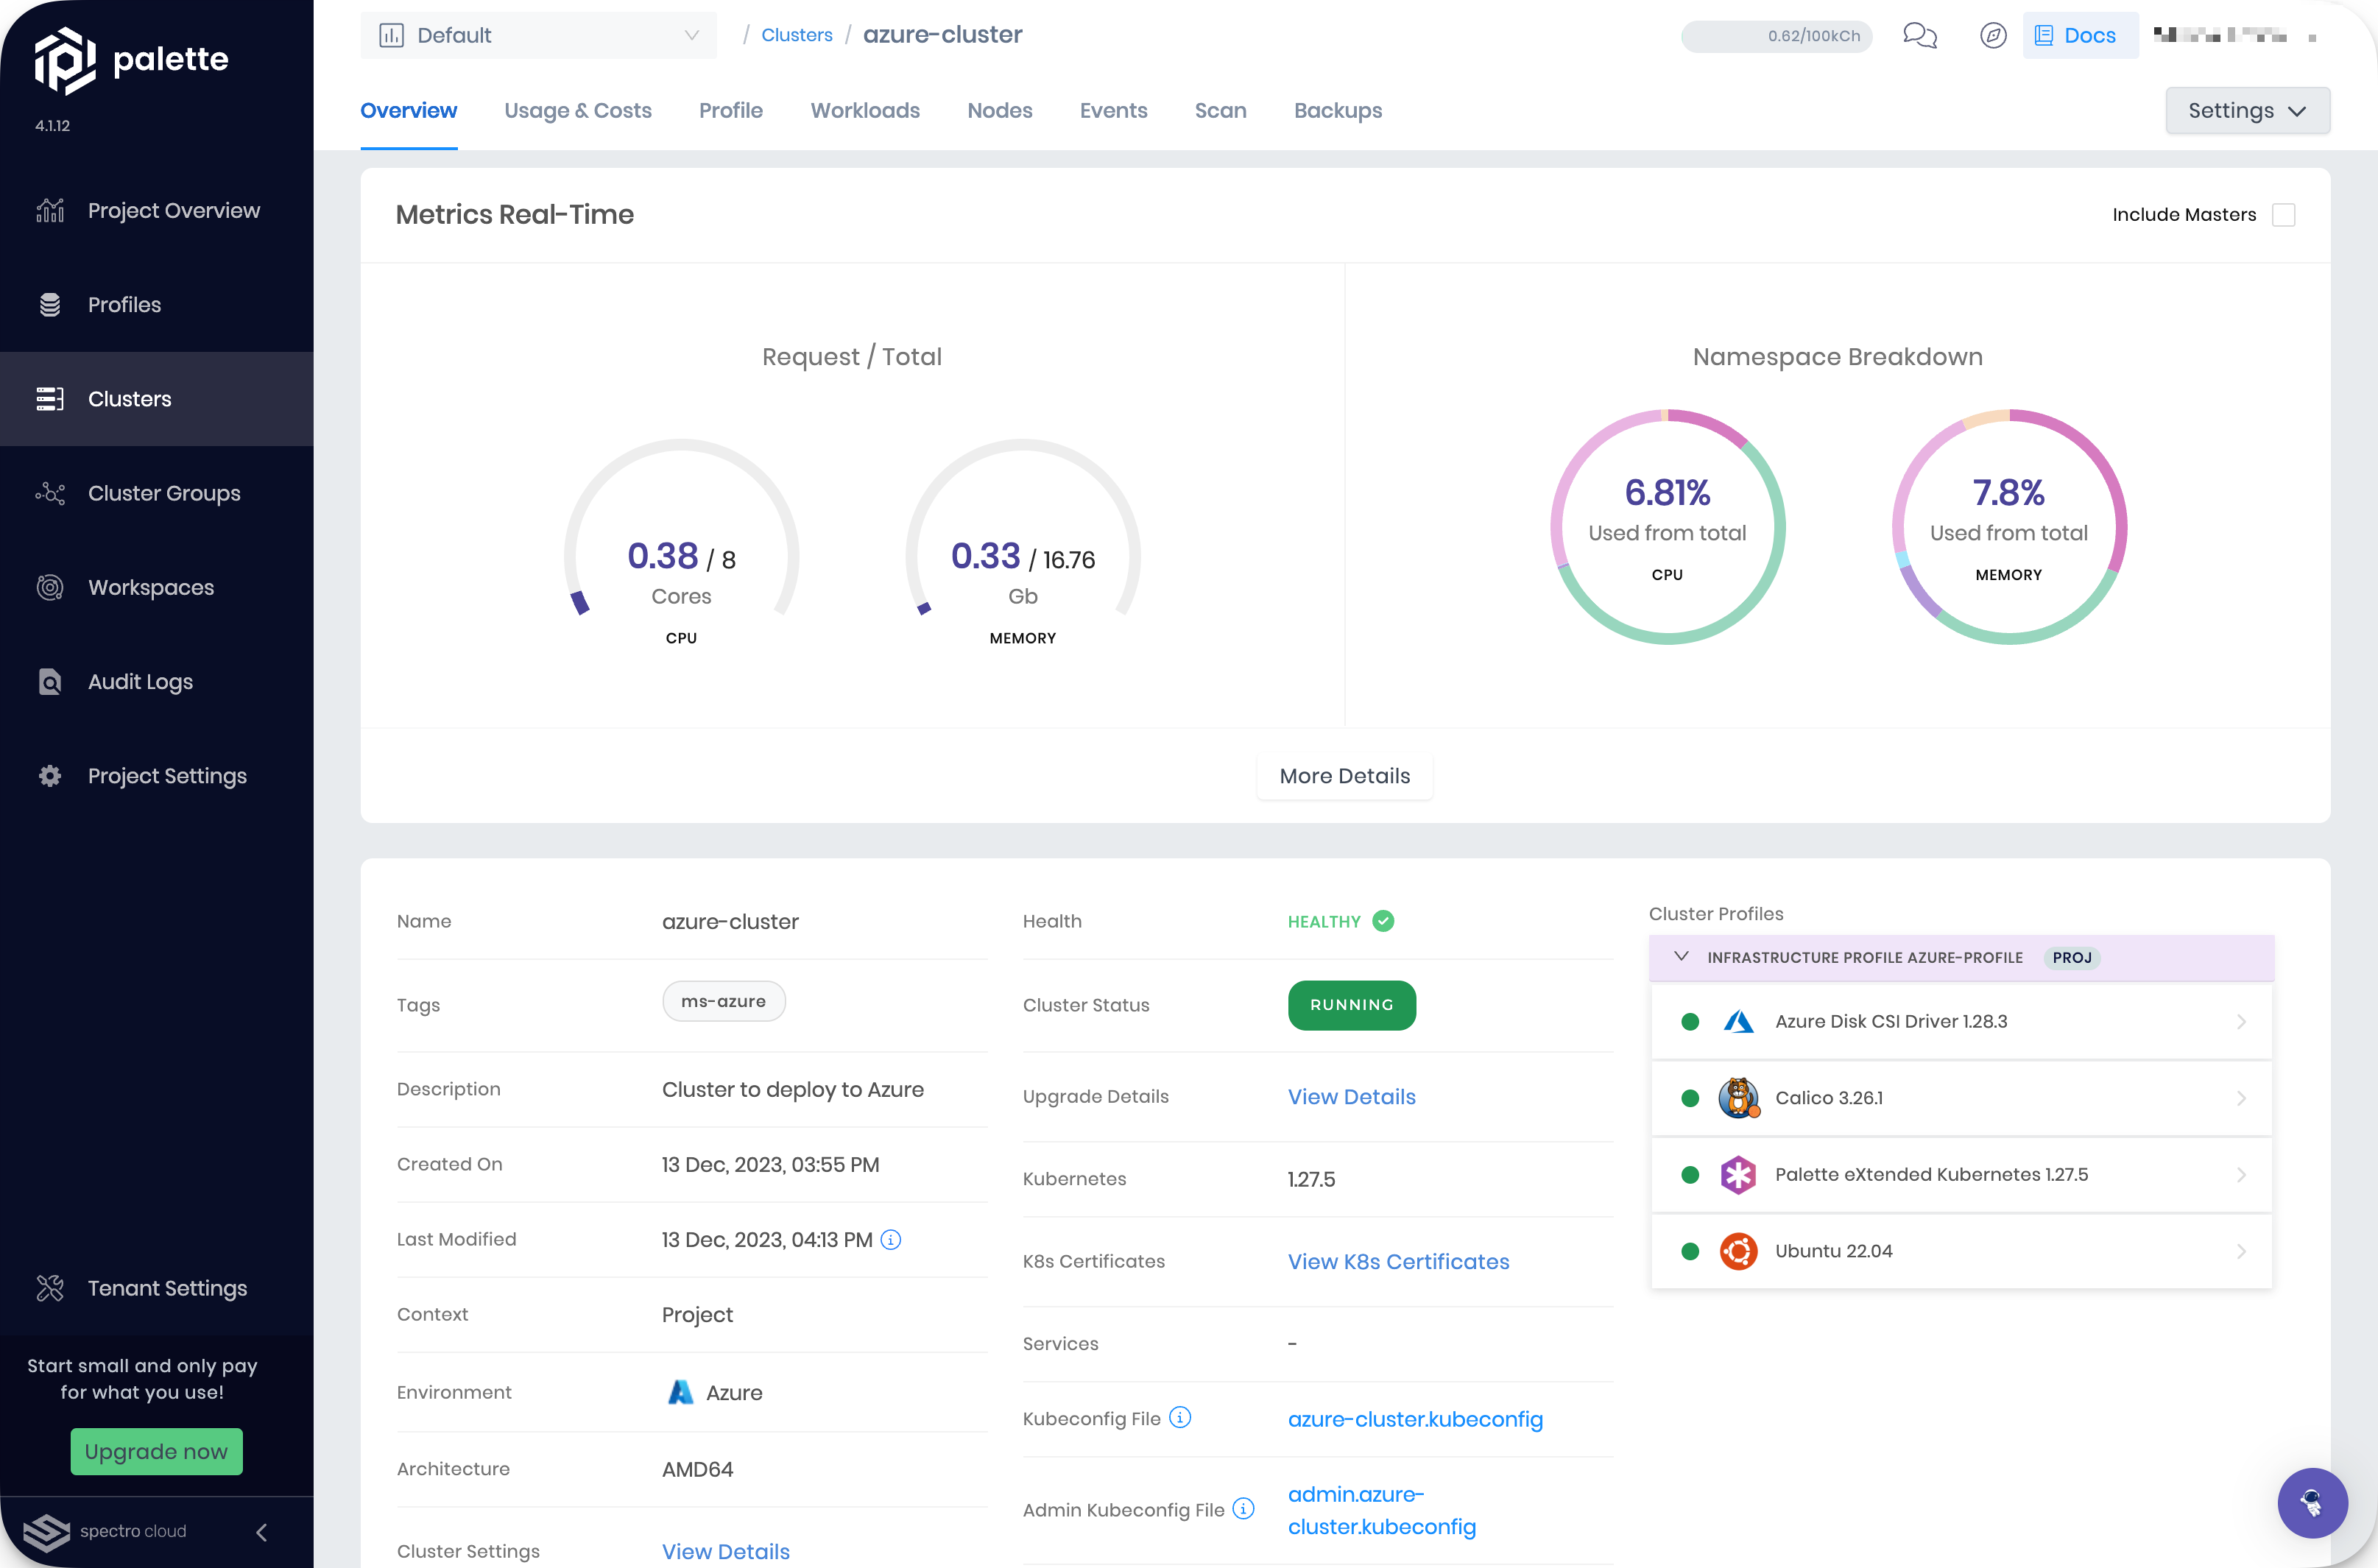 palette
4.1.12
Project Overview
Profiles
Clusters
Cluster Groups
Workspaces
Audit Logs
Project Settings
Tenant Settings
Start small and only pay
for what you use!
Upgrade now
spectro cloud
Default
/ Clusters / azure-cluster
0.62/100kCh
Docs
Overview
Usage & Costs
Profile
Workloads
Nodes
Events
Scan
Backups
Settings
Metrics Real-Time
Include Masters
Request / Total
0.38 / 8
Cores
CPU
0.33 / 16.76
Gb
MEMORY
Namespace Breakdown
6.81%
Used from total
CPU
7.8%
Used from total
MEMORY
More Details
Name
azure-cluster
Tags
ms-azure
Description
Cluster to deploy to Azure
Created On
13 Dec, 2023, 03:55 PM
Last Modified
13 Dec, 2023, 04:13 PM
Context
Project
Environment
Azure
Architecture
AMD64
Cluster Settings
View Details
Health
HEALTHY
Cluster Status
RUNNING
Upgrade Details
View Details
Kubernetes
1.27.5
K8s Certificates
View K8s Certificates
Services
-
Kubeconfig File
azure-cluster.kubeconfig
Admin Kubeconfig File
admin.azure-
cluster.kubeconfig
Cluster Profiles
INFRASTRUCTURE PROFILE AZURE-PROFILE PROJ
Azure Disk CSI Driver 1.28.3
Calico 3.26.1
Palette eXtended Kubernetes 1.27.5
Ubuntu 22.04